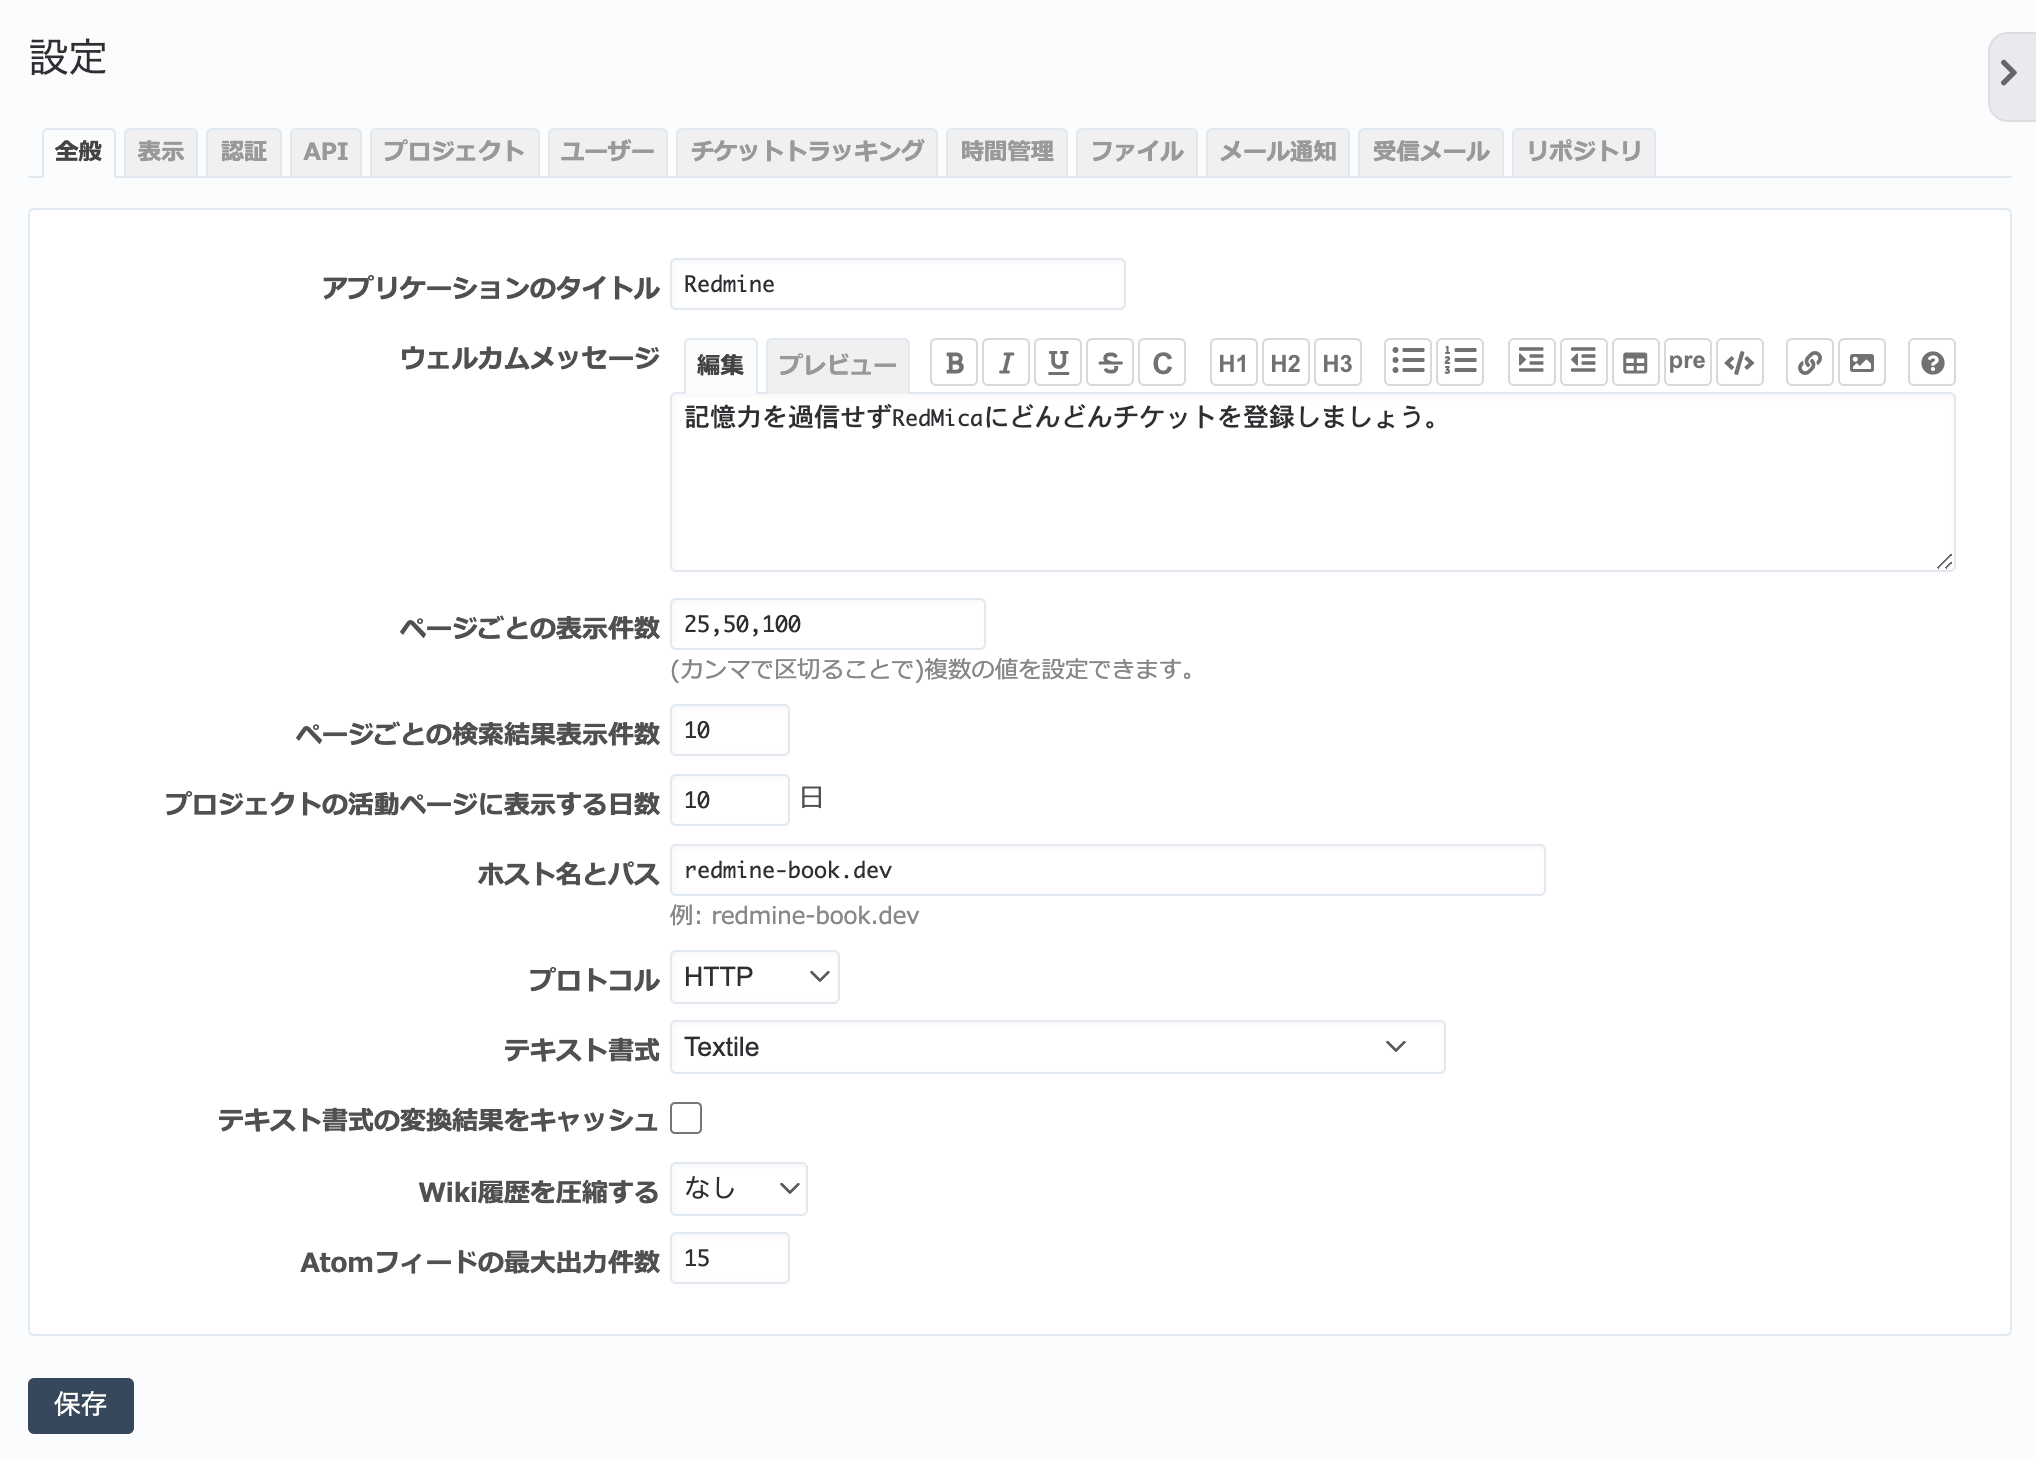 設定
全般 表示 認証 API プロジェクト ユーザー チケットトラッキング 時間管理 ファイル メール通知 受信メール リポジトリ
アプリケーションのタイトル Redmine
ウェルカムメッセージ 編集 プレビュー B I U S C H1 H2 H3 pre
記憶力を過信せずRedMicaにどんどんチケットを登録しましょう。
ページごとの表示件数 25,50,100
(カンマで区切ることで)複数の値を設定できます。
ページごとの検索結果表示件数 10
プロジェクトの活動ページに表示する日数 10 日
ホスト名とパス redmine-book.dev
例: redmine-book.dev
プロトコル HTTP
テキスト書式 Textile
テキスト書式の変換結果をキャッシュ
Wiki履歴を圧縮する なし
Atomフィードの最大出力件数 15
保存